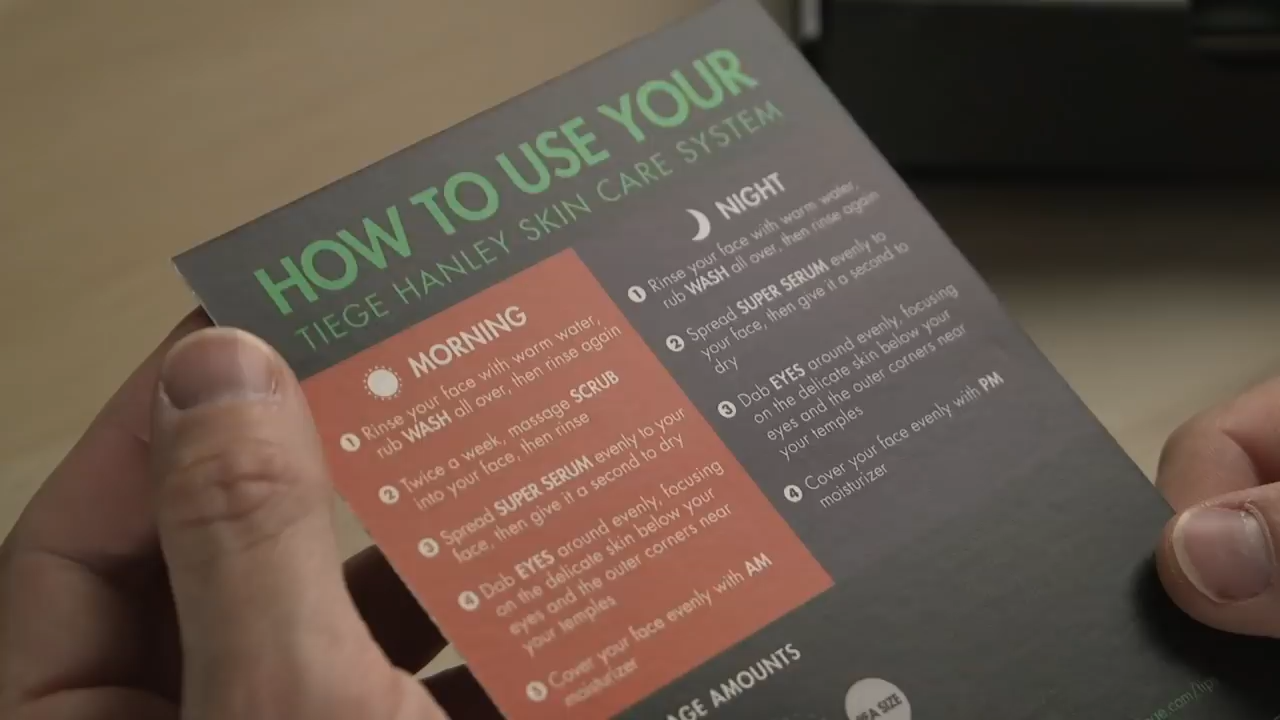 HOW TO USE YOUR
TIEGE HANLEY SKIN CARE SYSTEM
MORNING
1 Rinse your face with warm water,
rub WASH all over, then rinse again
2 Twice a week, massage SCRUB
into your face, then rinse
3 Spread SUPER SERUM evenly to your
face, then give it a second to dry
4 Dab EYES around evenly, focusing
on the delicate skin below your
eyes and the outer corners near
your temples
5 Cover your face evenly with AM
moisturizer
NIGHT
1 Rinse your face with warm water,
rub WASH all over, then rinse again
2 Spread SUPER SERUM evenly to
your face, then give it a second to
dry
3 Dab EYES around evenly, focusing
on the delicate skin below your
eyes and the outer corners near
your temples
4 Cover your face evenly with PM
moisturizer
AMOUNTS
SIZE